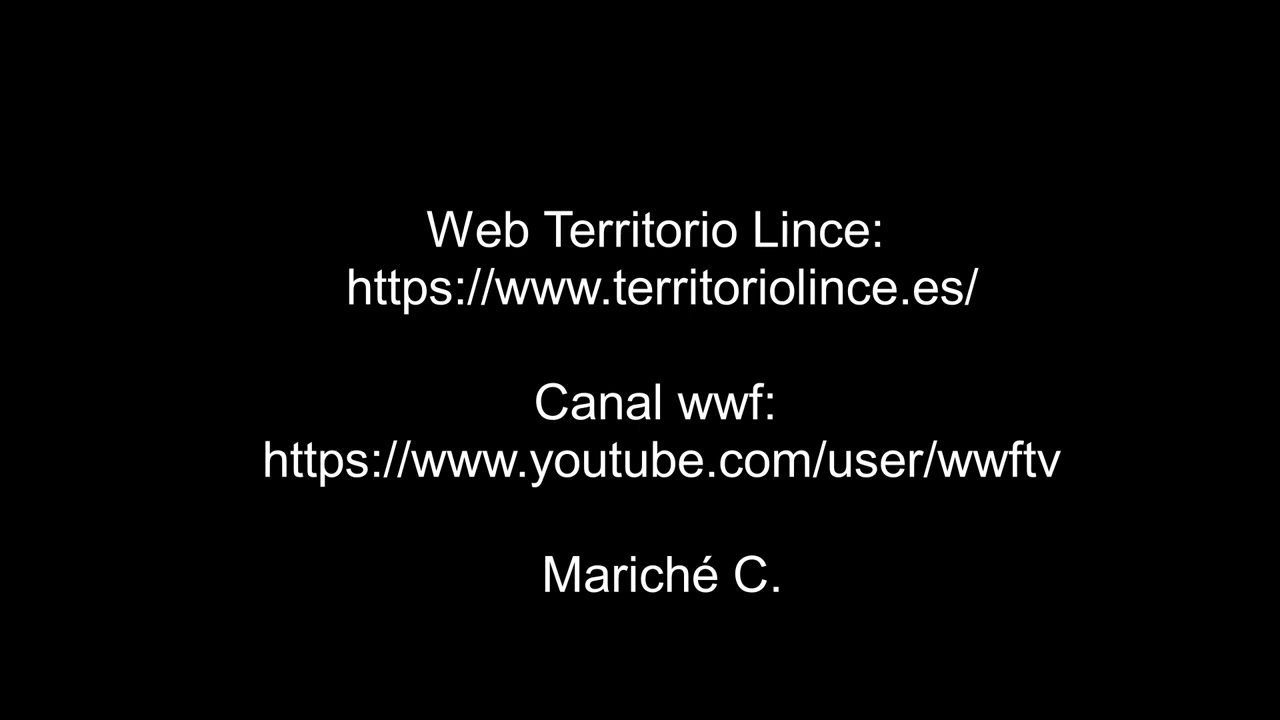 Web Territorio Lince:
https://www.territoriolince.es/
Canal wwf:
https://www.youtube.com/user/wwftv
Mariché C.